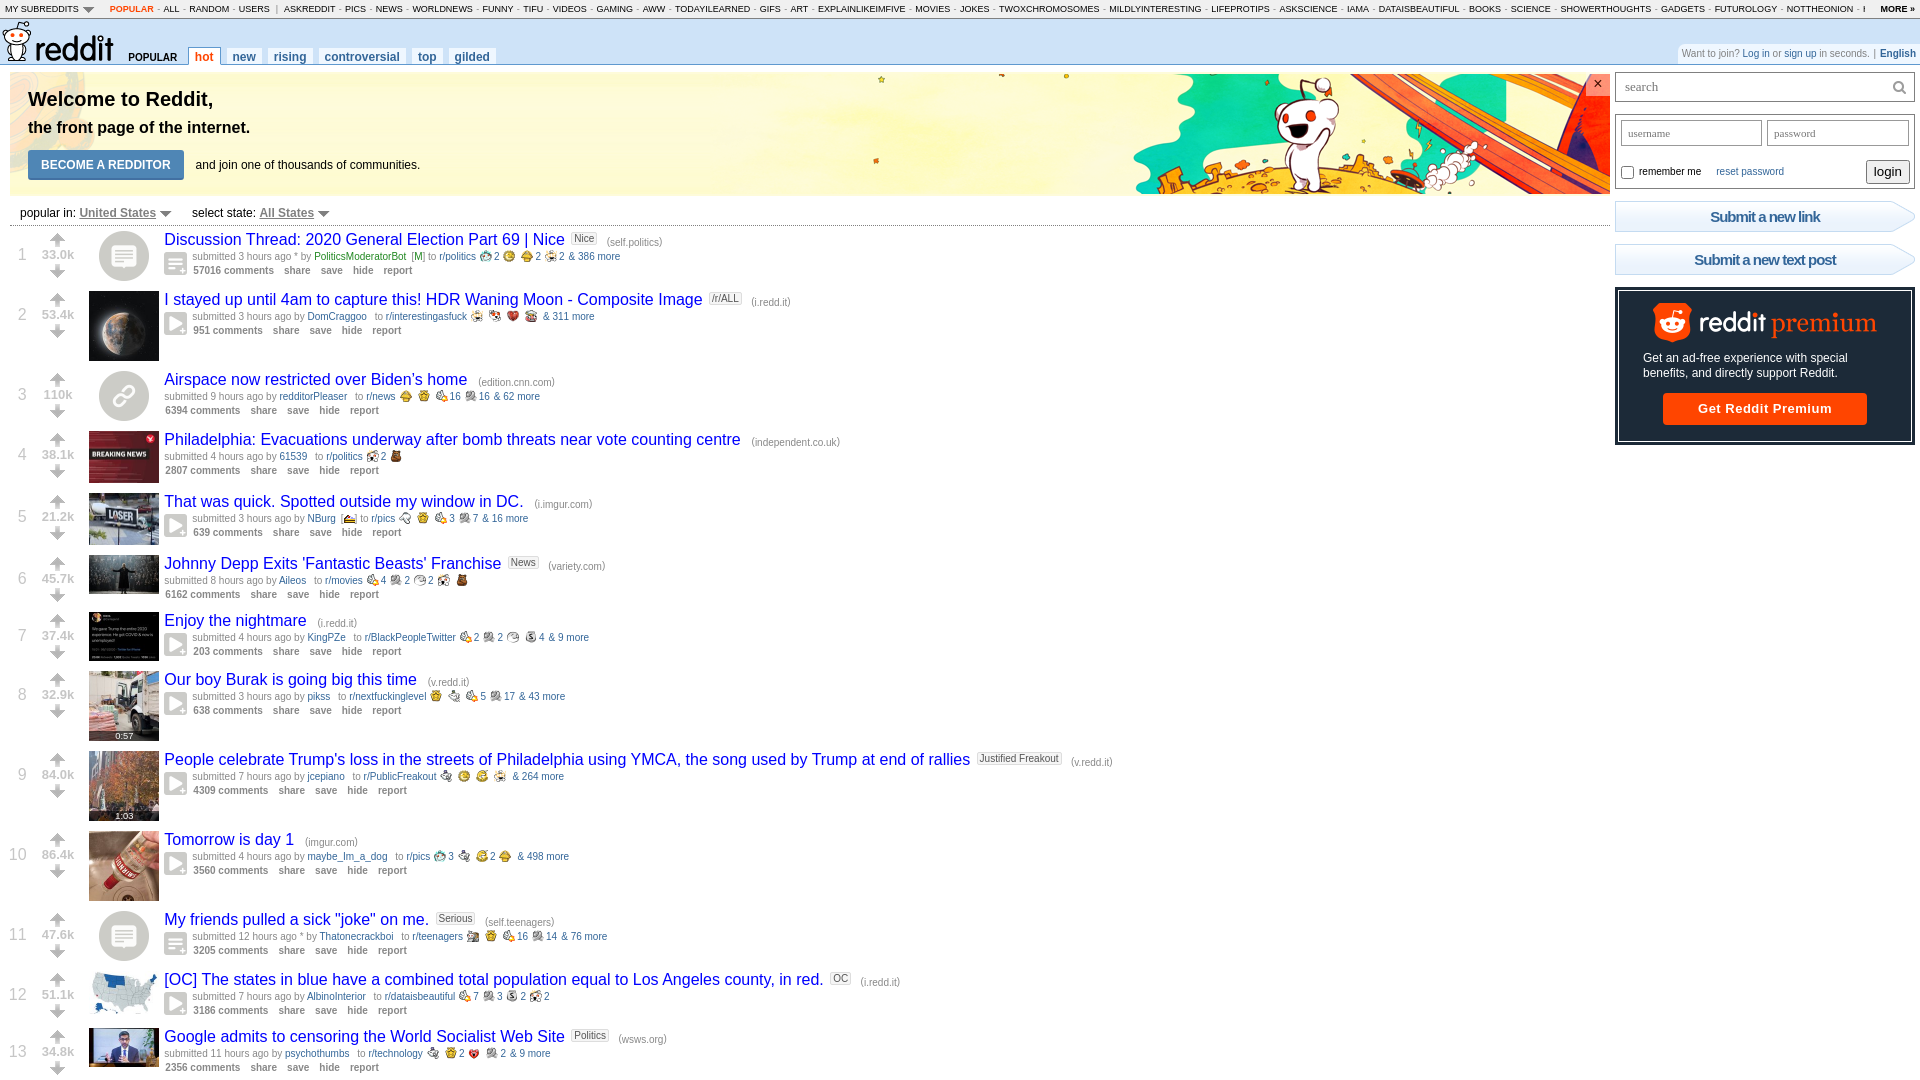 MY SUBREDDITS POPULAR - ALL - RANDOM - USERS | ASKREDDIT - PICS - NEWS - WORLDNEWS - FUNNY - TIFU - VIDEOS - GAMING - AWW - TODAYILEARNED - GIFS - ART - EXPLAINLIKEIMFIVE - MOVIES - JOKES - TWOXCHROMOSOMES - MILDLYINTERESTING - LIFEPROTIPS - ASKSCIENCE - IAMA - DATAISBEAUTIFUL - BOOKS - SCIENCE - SHOWERTHOUGHTS - GADGETS - FUTUROLOGY - NOTTHEONION - MORE »
reddit POPULAR hot new rising controversial top gilded
Want to join? Log in or sign up in seconds. | English
Welcome to Reddit,
the front page of the internet.
BECOME A REDDITOR and join one of thousands of communities.
×
popular in: United States select state: All States
1
33.0k
Discussion Thread: 2020 General Election Part 69 | Nice Nice (self.politics)
submitted 3 hours ago * by PoliticsModeratorBot [M] to r/politics 2 2 2 & 386 more
57016 comments share save hide report
2
53.4k
I stayed up until 4am to capture this! HDR Waning Moon - Composite Image /r/ALL (i.redd.it)
submitted 3 hours ago by DomCraggoo to r/interestingasfuck & 311 more
951 comments share save hide report
3
110k
Airspace now restricted over Biden’s home (edition.cnn.com)
submitted 9 hours ago by redditorPleaser to r/news 16 16 & 62 more
6394 comments share save hide report
4
38.1k
BREAKING NEWS
Philadelphia: Evacuations underway after bomb threats near vote counting centre (independent.co.uk)
submitted 4 hours ago by 61539 to r/politics 2
2807 comments share save hide report
5
21.2k
LOSER
That was quick. Spotted outside my window in DC. (i.imgur.com)
submitted 3 hours ago by NBurg [] to r/pics 3 7 & 16 more
639 comments share save hide report
6
45.7k
Johnny Depp Exits 'Fantastic Beasts' Franchise News (variety.com)
submitted 8 hours ago by Aileos to r/movies 4 2 2
6162 comments share save hide report
7
37.4k
Enjoy the nightmare (i.redd.it)
submitted 4 hours ago by KingPZe to r/BlackPeopleTwitter 2 2 4 & 9 more
203 comments share save hide report
8
32.9k
0:57
Our boy Burak is going big this time (v.redd.it)
submitted 3 hours ago by pikss to r/nextfuckinglevel 5 17 & 43 more
638 comments share save hide report
9
84.0k
1:03
People celebrate Trump's loss in the streets of Philadelphia using YMCA, the song used by Trump at end of rallies Justified Freakout (v.redd.it)
submitted 7 hours ago by jcepiano to r/PublicFreakout & 264 more
4309 comments share save hide report
10
86.4k
Tomorrow is day 1 (imgur.com)
submitted 4 hours ago by maybe_Im_a_dog to r/pics 3 2 & 498 more
3560 comments share save hide report
11
47.6k
My friends pulled a sick "joke" on me. Serious (self.teenagers)
submitted 12 hours ago * by Thatonecrackboi to r/teenagers 16 14 & 76 more
3205 comments share save hide report
12
51.1k
[OC] The states in blue have a combined total population equal to Los Angeles county, in red. OC (i.redd.it)
submitted 7 hours ago by AlbinoInterior to r/dataisbeautiful 7 3 2 2
3186 comments share save hide report
13
34.8k
Google admits to censoring the World Socialist Web Site Politics (wsws.org)
submitted 11 hours ago by psychothumbs to r/technology 2 2 & 9 more
2356 comments share save hide report
search
username password
remember me reset password login
Submit a new link
Submit a new text post
reddit premium
Get an ad-free experience with special
benefits, and directly support Reddit.
Get Reddit Premium